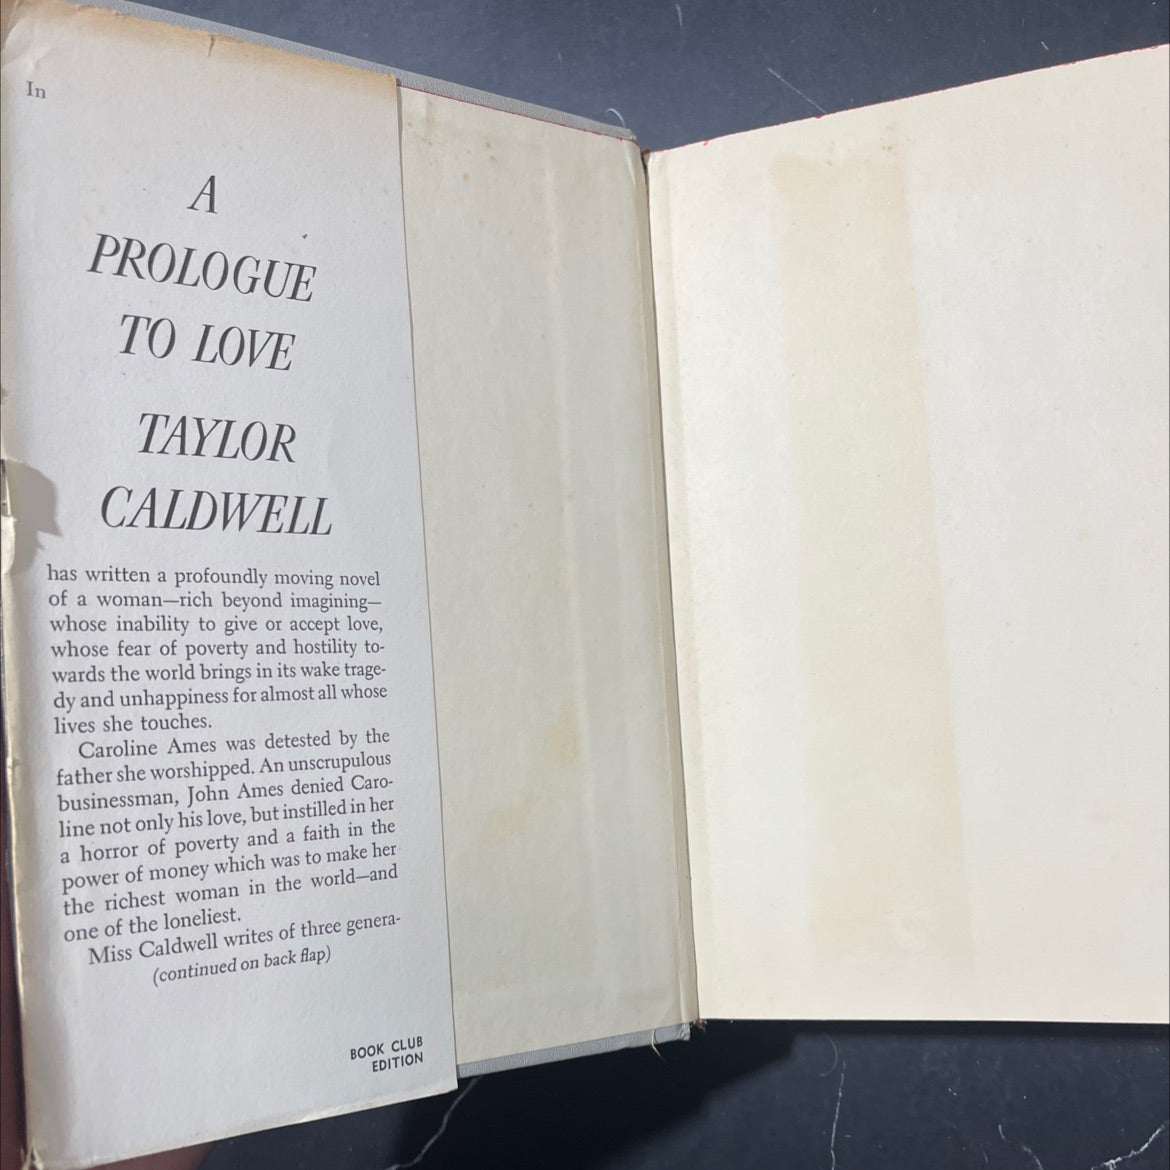 In
A
PROLOGUE
TO LOVE
TAYLOR
CALDWELL
has written a profoundly moving novel
of a woman—rich beyond imagining—
whose inability to give or accept love,
whose fear of poverty and hostility to-
wards the world brings in its wake trage-
dy and unhappiness for almost all whose
lives she touches.
Caroline Ames was detested by the
father she worshipped. An unscrupulous
businessman, John Ames denied Caro-
line not only his love, but instilled in her
a horror of poverty and a faith in the
power of money which was to make her
the richest woman in the world—and
one of the loneliest.
Miss Caldwell writes of three genera-
(continued on back flap)
BOOK CLUB
EDITION